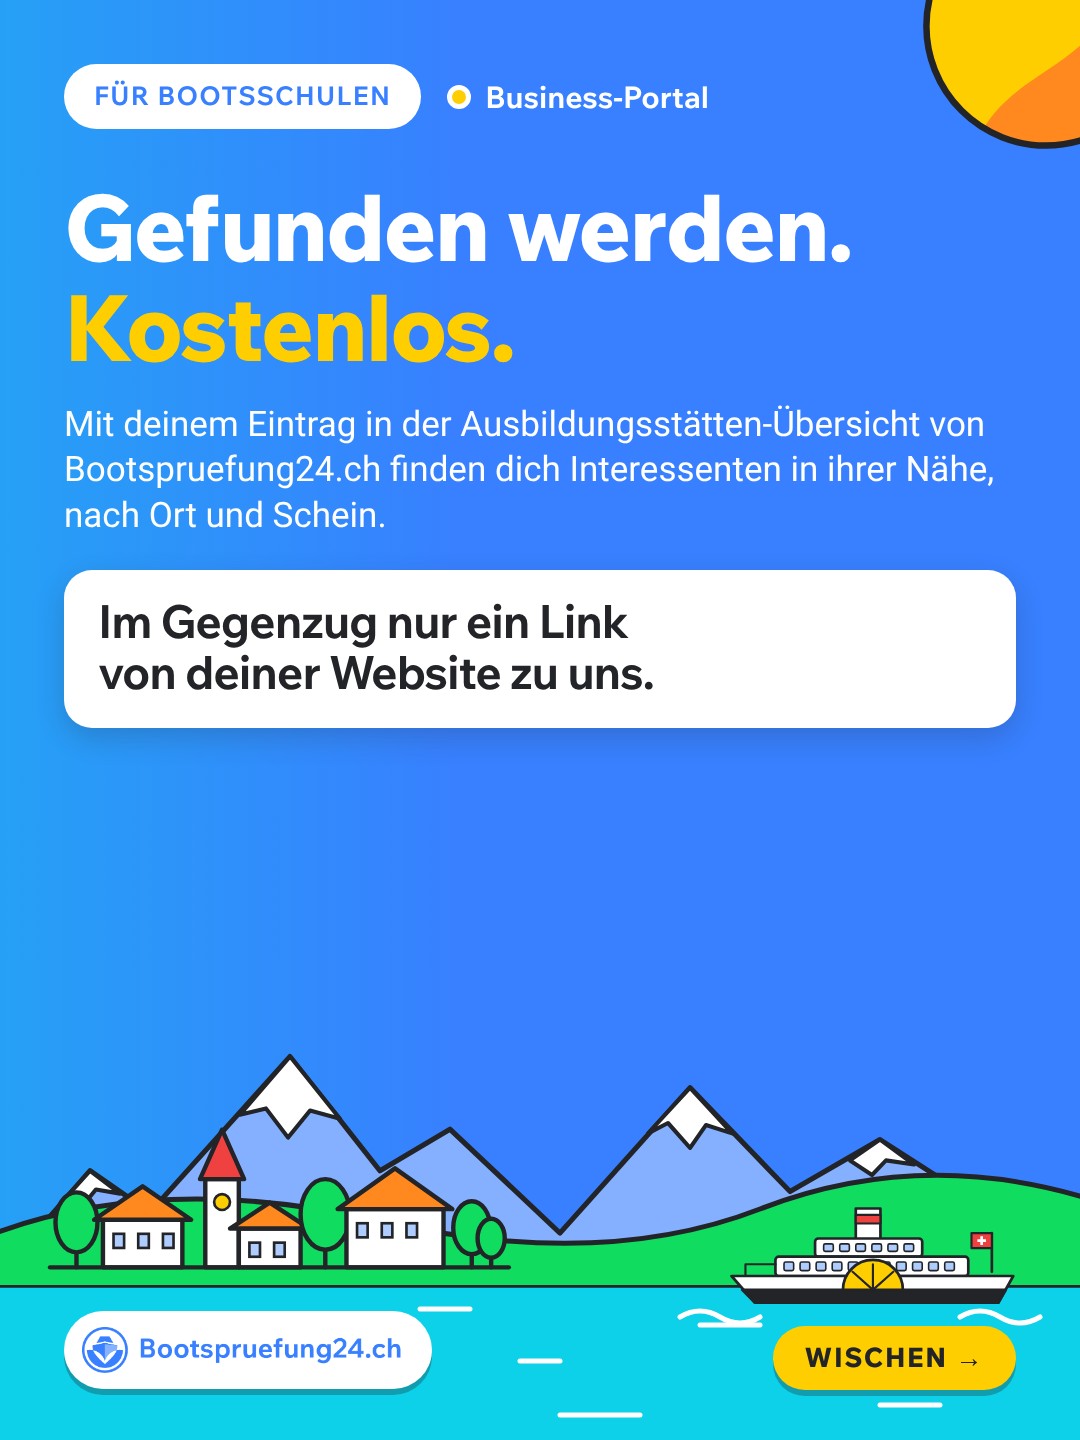 FÜR BOOTSSCHULEN
Business-Portal
Gefunden werden.
Kostenlos.
Mit deinem Eintrag in der Ausbildungsstätten-Übersicht von
Bootspruefung24.ch finden dich Interessenten in ihrer Nähe,
nach Ort und Schein.
Im Gegenzug nur ein Link
von deiner Website zu uns.
Bootspruefung24.ch
WISCHEN →